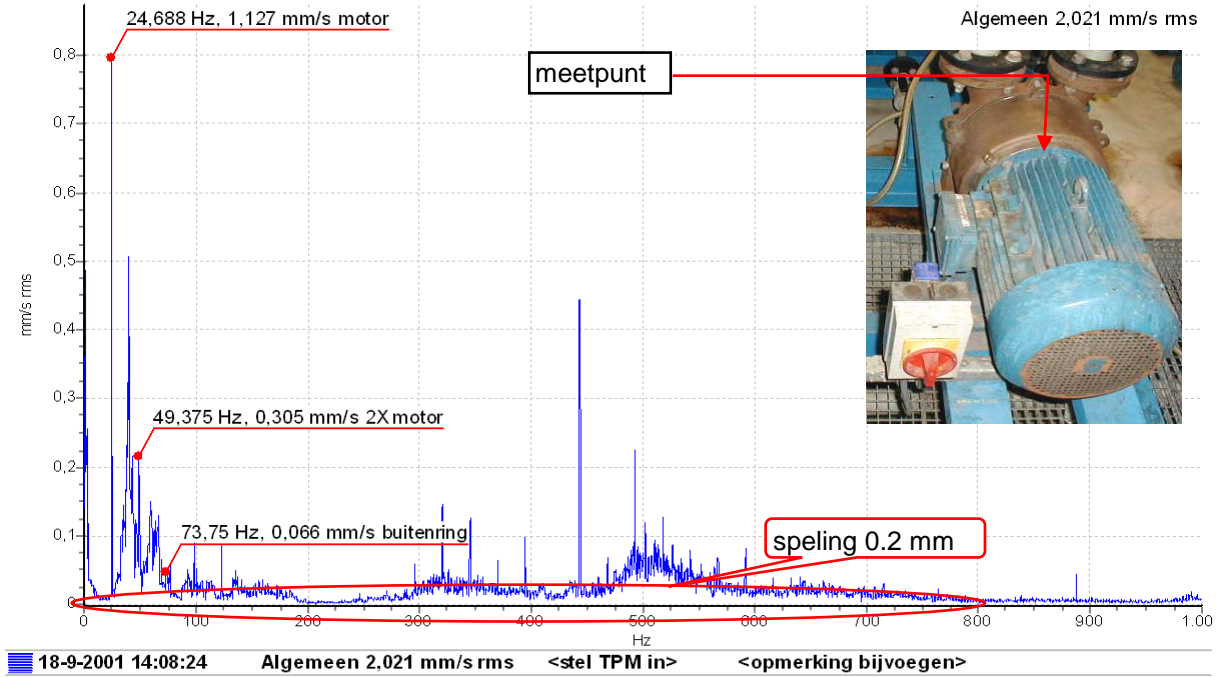 24,688 Hz, 1,127 mm/s motor
Algemeen 2,021 mm/s rms
meetpunt
0,8
0,7
0,6
0,5
mm/s rms
0,4
0,3
49,375 Hz, 0,305 mm/s 2X motor
0,2
73,75 Hz, 0,066 mm/s buitenring
speling 0.2 mm
0,1
0
0 100 200 300 400 500 600 700 800 900 1.00
Hz
18-9-2001 14:08:24 Algemeen 2,021 mm/s rms <stel TPM in> <opmerking bijvoegen>